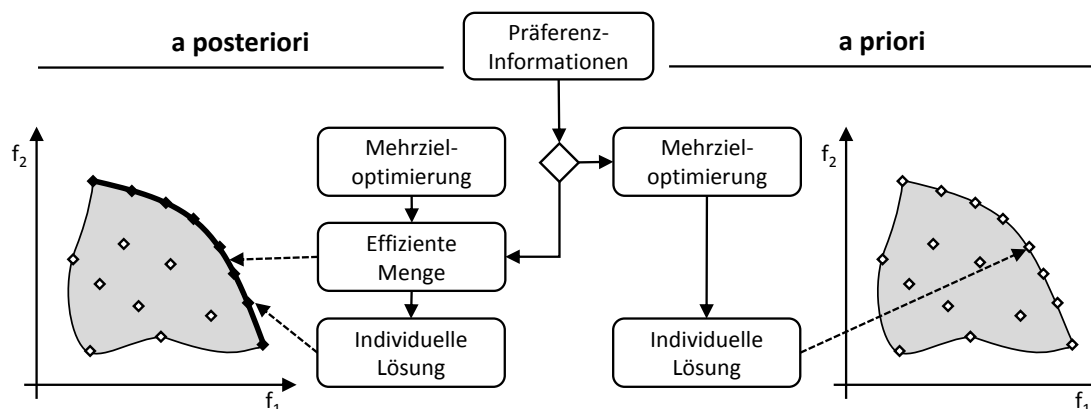 a posteriori
Präferenz-
Informationen
a priori
f2
Mehrziel-
optimierung
Effiziente
Menge
Individuelle
Lösung
f1
Mehrziel-
optimierung
Individuelle
Lösung
f2
f1